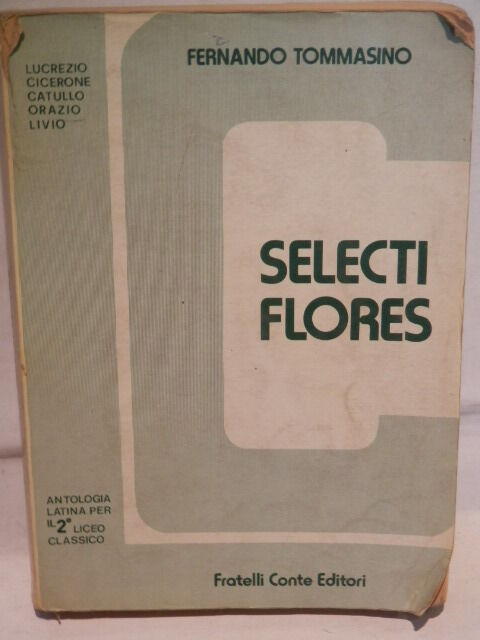 FERNANDO TOMMASINO
LUCREZIO
CICERONE
CATULLO
ORAZIO
LIVIO
SELECTI
FLORES
ANTOLOGIA
LATINA PER
IL 2° LICEO
CLASSICO
Fratelli Conte Editori